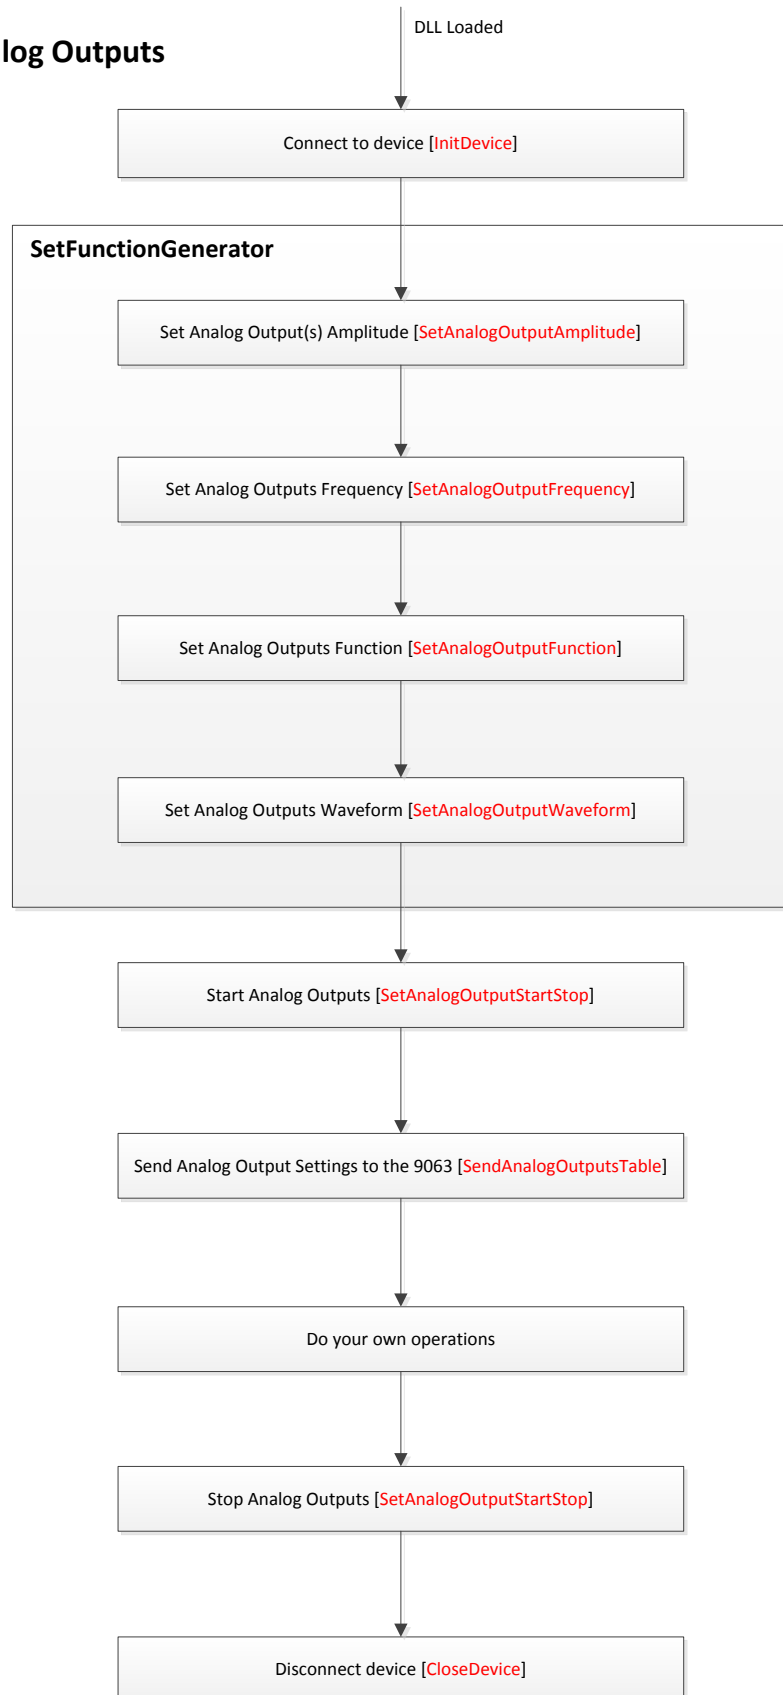 DLL Loaded
log Outputs
Connect to device [InitDevice]
SetFunctionGenerator
Set Analog Output(s) Amplitude [SetAnalogOutputAmplitude]
Set Analog Outputs Frequency [SetAnalogOutputFrequency]
Set Analog Outputs Function [SetAnalogOutputFunction]
Set Analog Outputs Waveform [SetAnalogOutputWaveform]
Start Analog Outputs [SetAnalogOutputStartStop]
Send Analog Output Settings to the 9063 [SendAnalogOutputsTable]
Do your own operations
Stop Analog Outputs [SetAnalogOutputStartStop]
Disconnect device [CloseDevice]